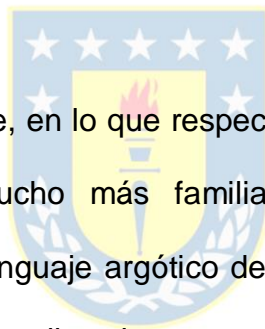 e, en lo que respec
ucho más familia
nguaje argótico de